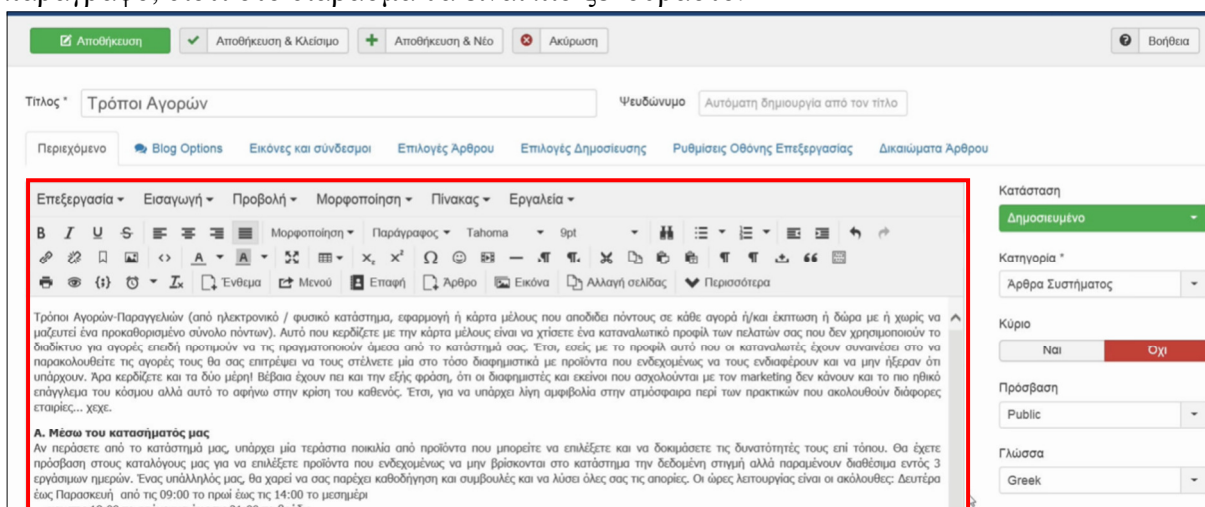 Αποθήκευση Αποθήκευση & Κλείσιμο Αποθήκευση & Νέο Ακύρωση Βοήθεια
Τίτλος * Τρόποι Αγορών Ψευδώνυμο Αυτόματη δημιουργία από τον τίτλο
Περιεχόμενο Blog Options Εικόνες και σύνδεσμοι Επιλογές Άρθρου Επιλογές Δημοσίευσης Ρυθμίσεις Οθόνης Επεξεργασίας Δικαιώματα Άρθρου
Επεξεργασία Εισαγωγή Προβολή Μορφοποίηση Πίνακας Εργαλεία
Μορφοποίηση Παράγραφος Tahoma 9pt
Ένθεμα Μενού Επαφή Άρθρο Εικόνα Αλλαγή σελίδας Περισσότερα
Τρόποι Αγορών-Παραγγελιών (από ηλεκτρονικό / φυσικό κατάστημα, εφαρμογή ή κάρτα μέλους που αποδίδει πόντους σε κάθε αγορά ή/και έκπτωση ή δώρα με ή χωρίς να
μαζευτεί ένα προκαθορισμένο σύνολο πόντων). Αυτό που κερδίζετε με την κάρτα μέλους είναι να χτίσετε ένα καταναλωτικό προφίλ των πελατών σας που δεν χρησιμοποιούν το
διαδίκτυο για αγορές επειδή προτιμούν να τις πραγματοποιούν άμεσα από το κατάστημά σας. Έτσι, εσείς με το προφίλ αυτό που οι καταναλωτές έχουν συναινέσει στο να
παρακολουθείτε τις αγορές τους θα σας επιτρέψει να τους στέλνετε μία στο τόσο διαφημιστικά με προϊόντα που ενδεχομένως να τους ενδιαφέρουν και να μην ήξεραν ότι
υπάρχουν. Άρα κερδίζετε και τα δύο μέρη! Βέβαια έχουν πει και την εξής φράση, ότι οι διαφημιστές και εκείνοι που ασχολούνται με τον marketing δεν κάνουν και το πιο ηθικό
επάγγελμα του κόσμου αλλά αυτό το αφήνω στην κρίση του καθενός. Έτσι, για να υπάρχει λίγη αμφιβολία στην ατμόσφαιρα περί των πρακτικών που ακολουθούν διάφορες
εταιρίες... χεχε.
Α. Μέσω του κατασήματός μας
Αν περάσετε από το κατάστημά μας, υπάρχει μία τεράστια ποικιλία από προϊόντα που μπορείτε να επιλέξετε και να δοκιμάσετε τις δυνατότητές τους επί τόπου. Θα έχετε
πρόσβαση στους καταλόγους μας για να επιλέξετε προϊόντα που ενδεχομένως να μην βρίσκονται στο κατάστημα την δεδομένη στιγμή αλλά παραμένουν διαθέσιμα εντός 3
εργάσιμων ημερών. Ένας υπάλληλός μας, θα χαρεί να σας παρέχει καθοδήγηση και συμβουλές και να λύσει όλες σας τις απορίες. Οι ώρες λειτουργίας είναι οι ακόλουθες: Δευτέρα
έως Παρασκευή από τις 09:00 το πρωί έως τις 14:00 το μεσημέρι
Κατάσταση
Δημοσιευμένο
Κατηγορία *
Άρθρα Συστήματος
Κύριο
Ναι Όχι
Πρόσβαση
Public
Γλώσσα
Greek